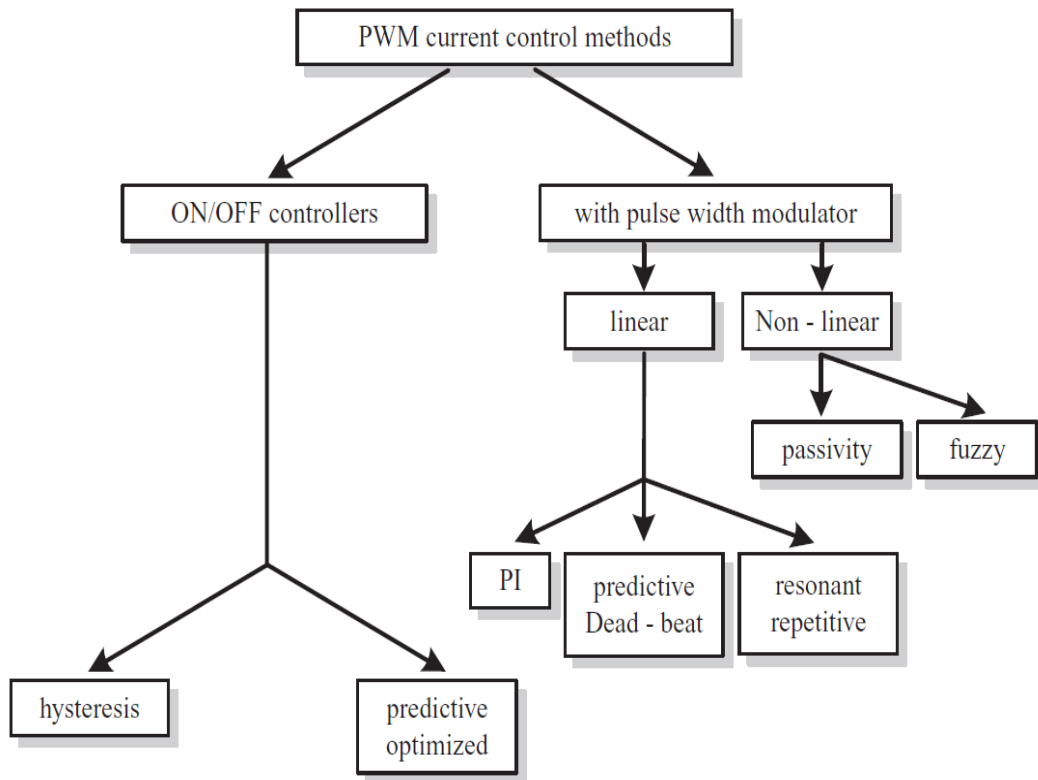 PWM current control methods
ON/OFF controllers
with pulse width modulator
linear
Non - linear
passivity
fuzzy
PI
predictive
Dead - beat
resonant
repetitive
hysteresis
predictive
optimized